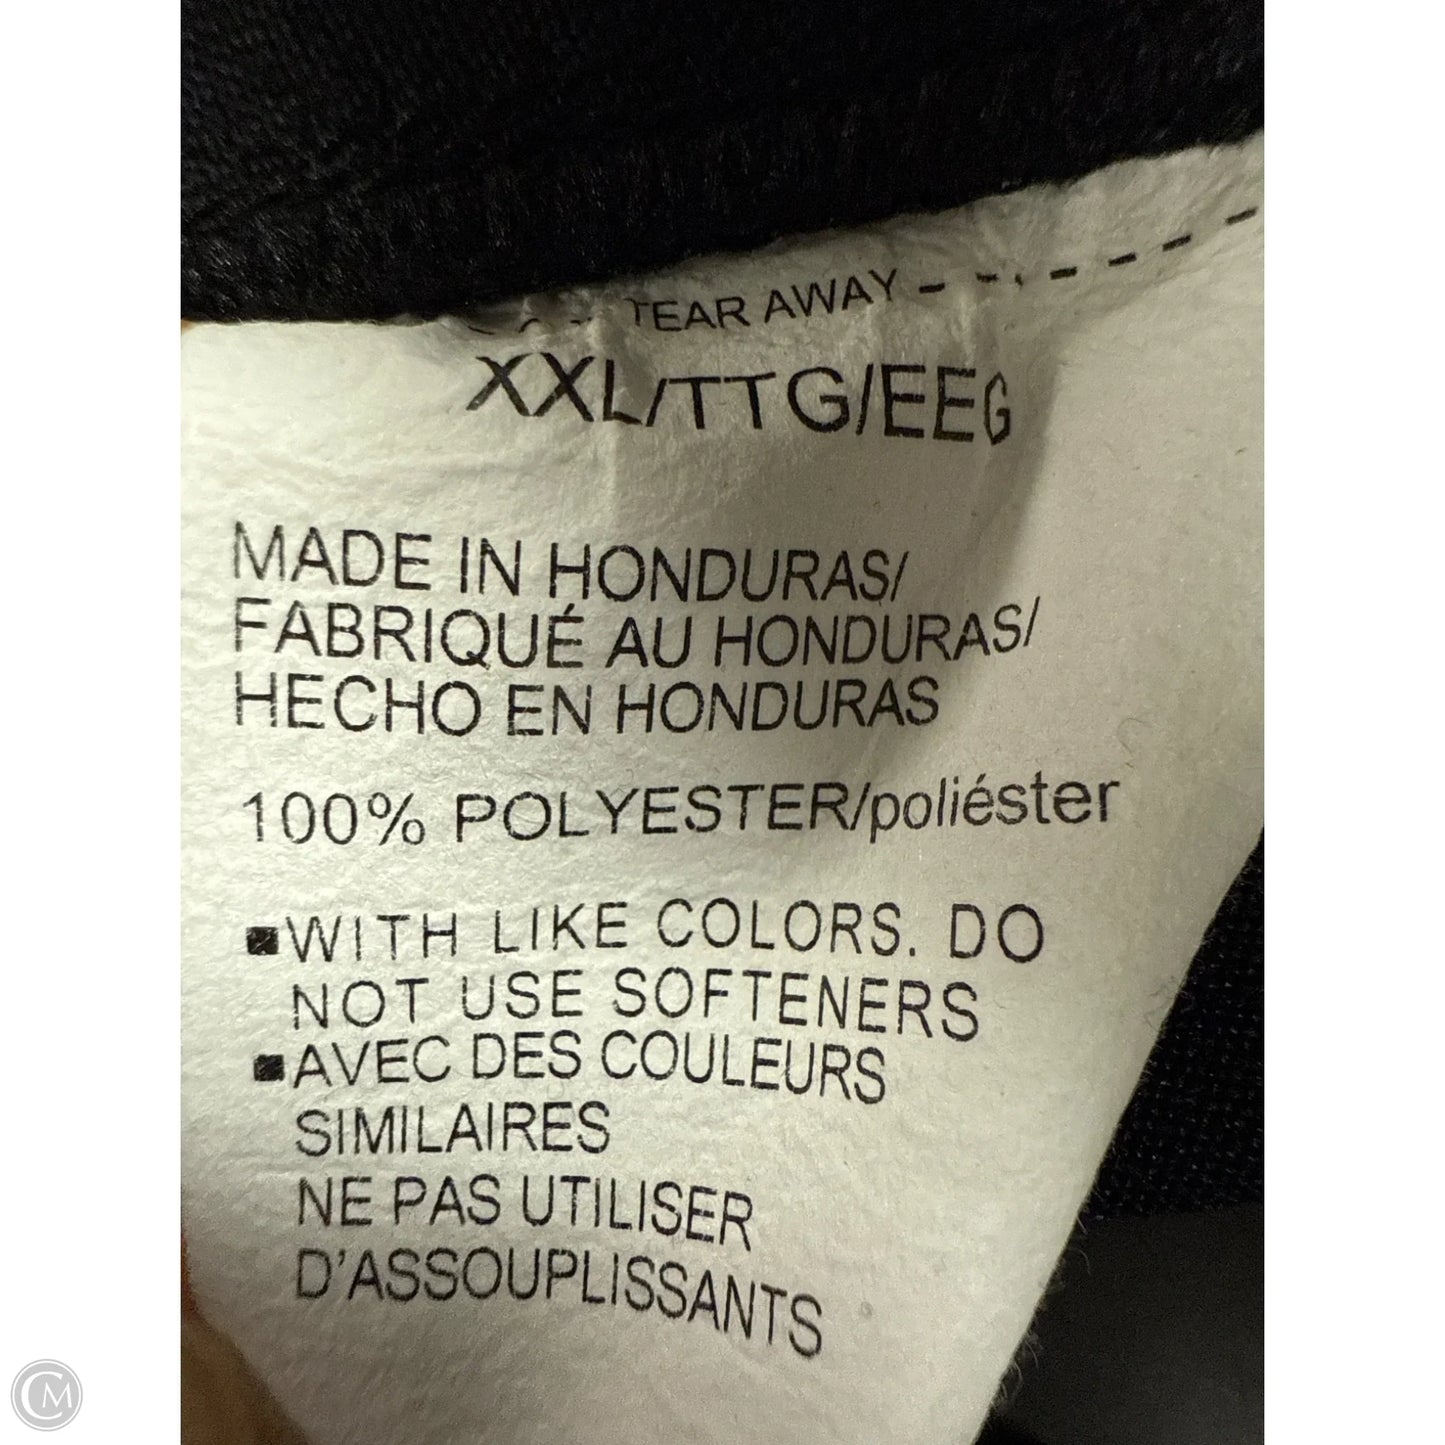 TEAR AWAY
XXL/TTG/EEG
MADE IN HONDURAS/
FABRIQUÉ AU HONDURAS/
HECHO EN HONDURAS
100% POLYESTER/poliéster
WITH LIKE COLORS. DO
NOT USE SOFTENERS
AVEC DES COULEURS
SIMILAIRES
NE PAS UTILISER
D'ASSOUPLISSANTS
CM